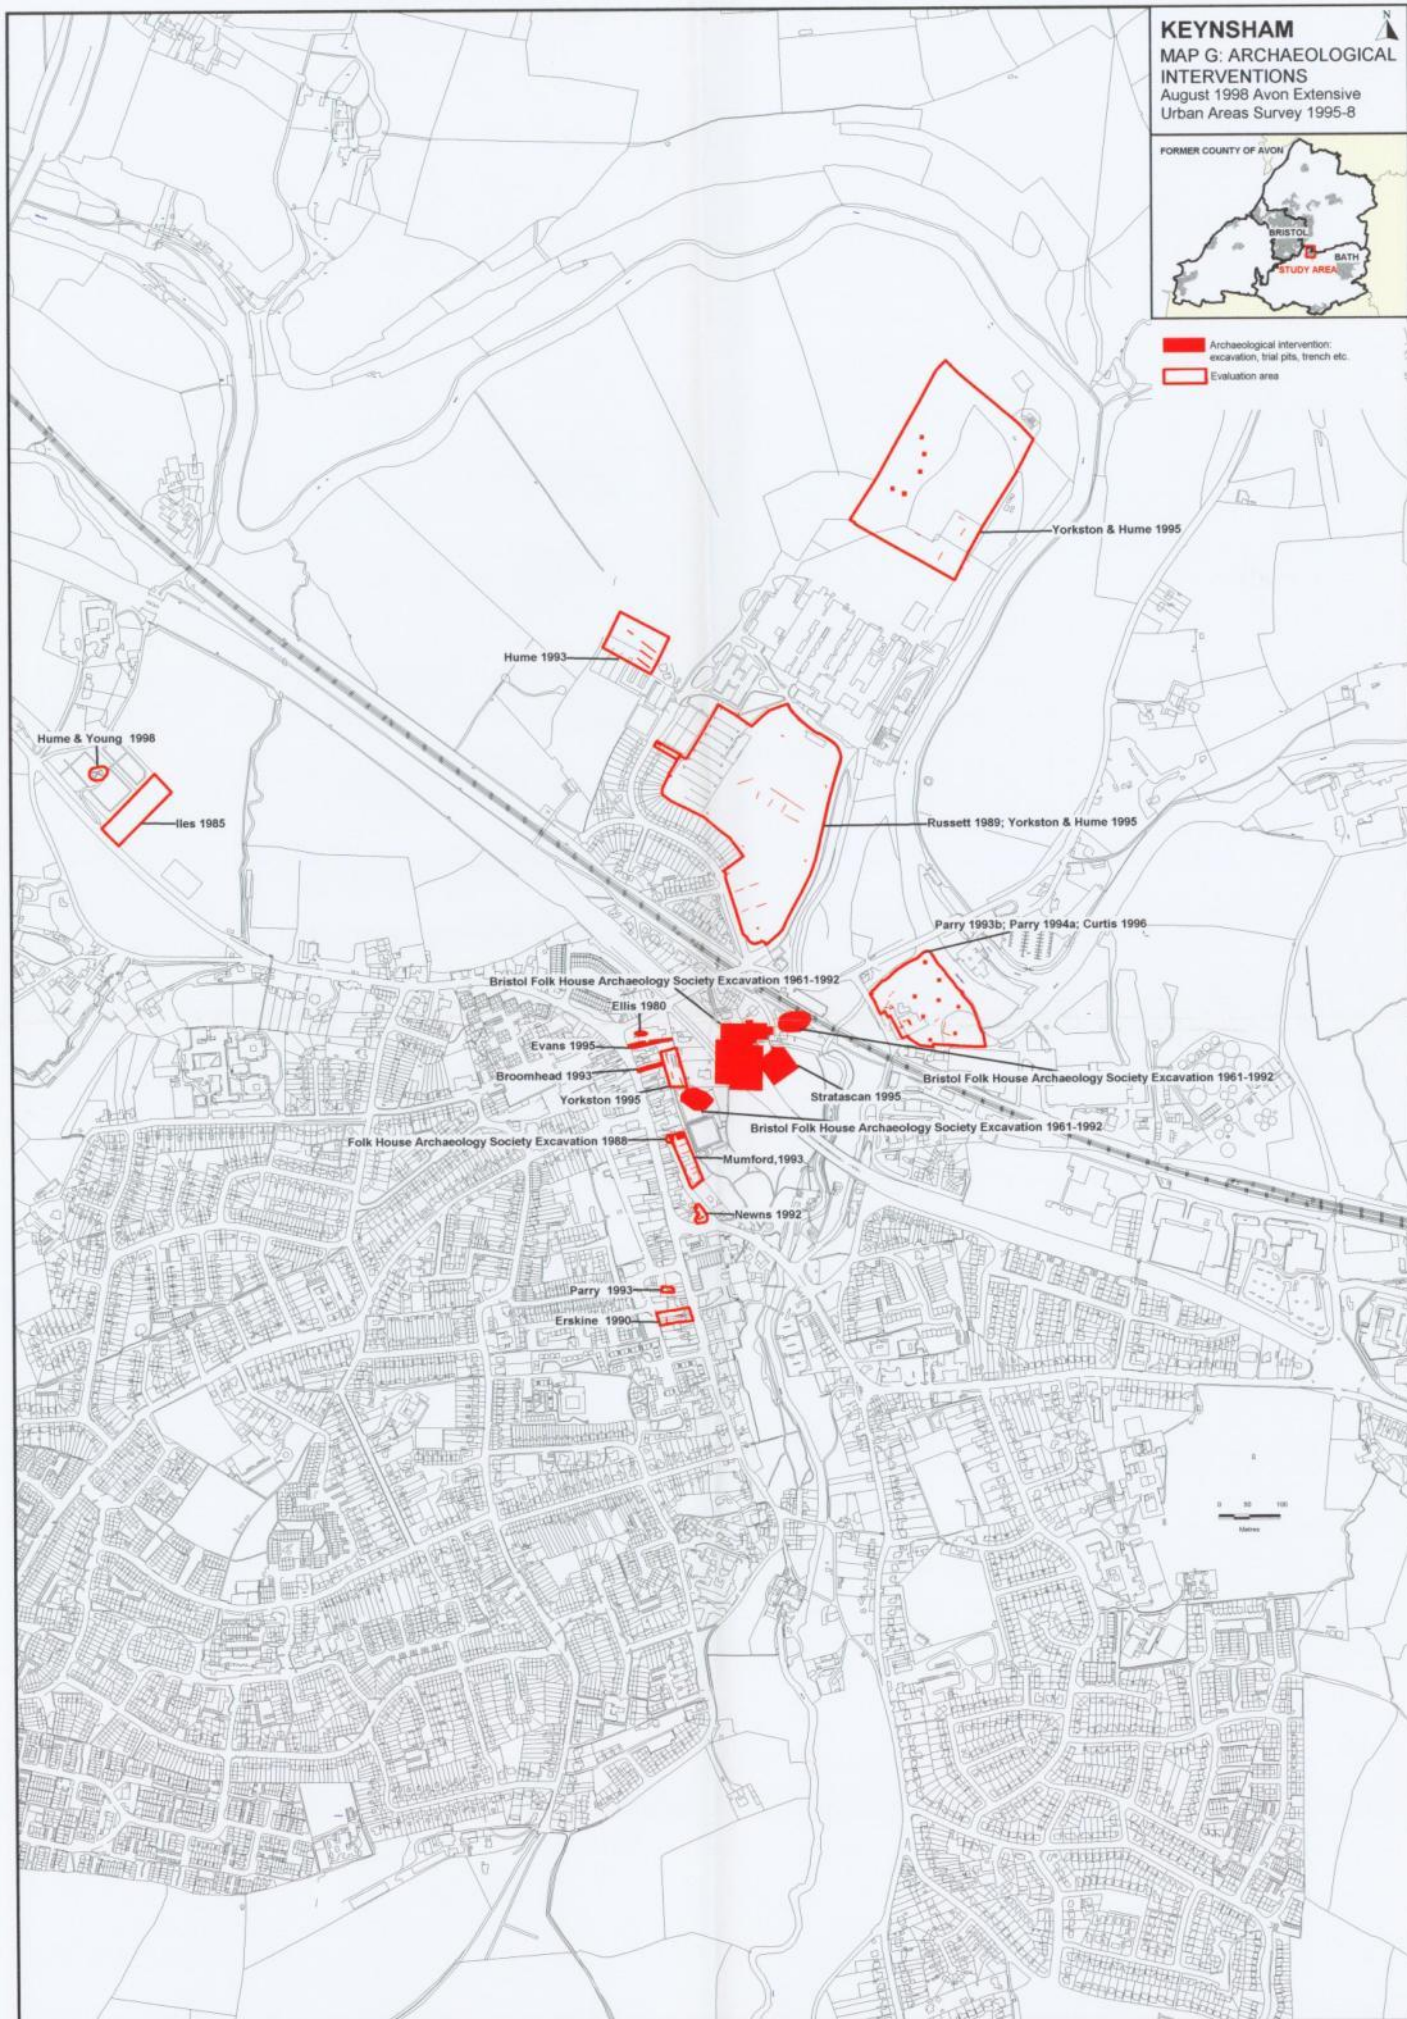 KEYNSHAM
N
MAP G: ARCHAEOLOGICAL
INTERVENTIONS
August 1998 Avon Extensive
Urban Areas Survey 1995-8
FORMER COUNTY OF AVON
BRISTOL
BATH
STUDY AREA
Archaeological intervention:
excavation, trial pits, trench etc.
Evaluation area
Yorkston & Hume 1995
Hume 1993
Hume & Young 1998
Iles 1985
Russett 1989; Yorkston & Hume 1995
Parry 1993b; Parry 1994a; Curtis 1996
Bristol Folk House Archaeology Society Excavation 1961-1992
Ellis 1980
Evans 1995
Broomhead 1993
Bristol Folk House Archaeology Society Excavation 1961-1992
Yorkston 1995
Stratascan 1995
Bristol Folk House Archaeology Society Excavation 1961-1992
Folk House Archaeology Society Excavation 1988
Mumford,1993
Newns 1992
Parry 1993
Erskine 1990
0 50 100
Metres